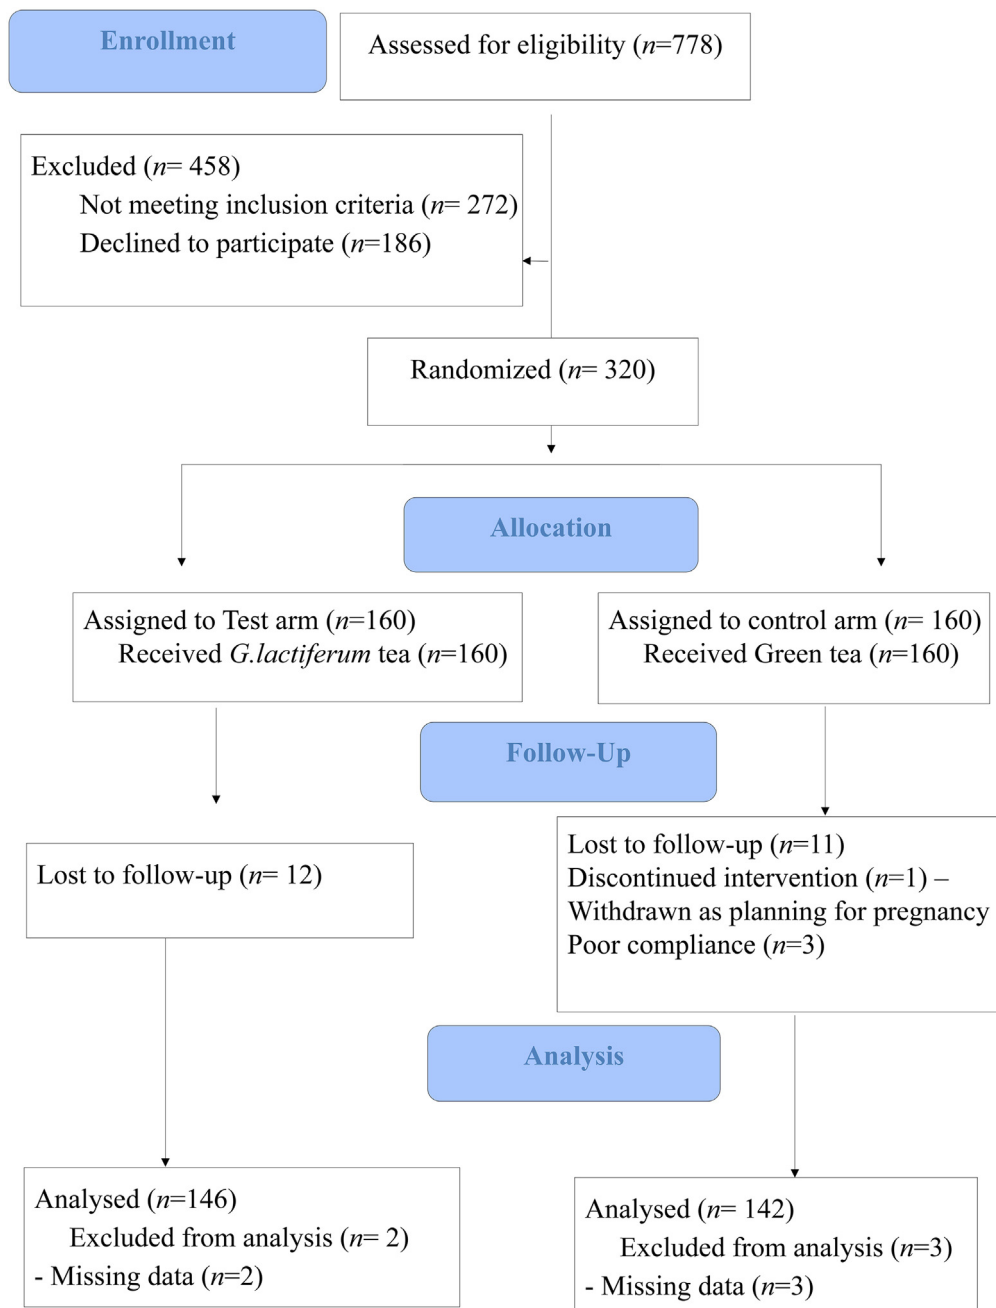 Enrollment
Assessed for eligibility (n=778)
Excluded (n= 458)
Not meeting inclusion criteria (n= 272)
Declined to participate (n=186)
Randomized (n= 320)
Allocation
Assigned to Test arm (n=160)
Received G.lactiferum tea (n=160)
Assigned to control arm (n= 160)
Received Green tea (n=160)
Follow-Up
Lost to follow-up (n= 12)
Lost to follow-up (n=11)
Discontinued intervention (n=1) –
Withdrawn as planning for pregnancy
Poor compliance (n=3)
Analysis
Analysed (n=146)
Excluded from analysis (n= 2)
- Missing data (n=2)
Analysed (n= 142)
Excluded from analysis (n=3)
- Missing data (n=3)